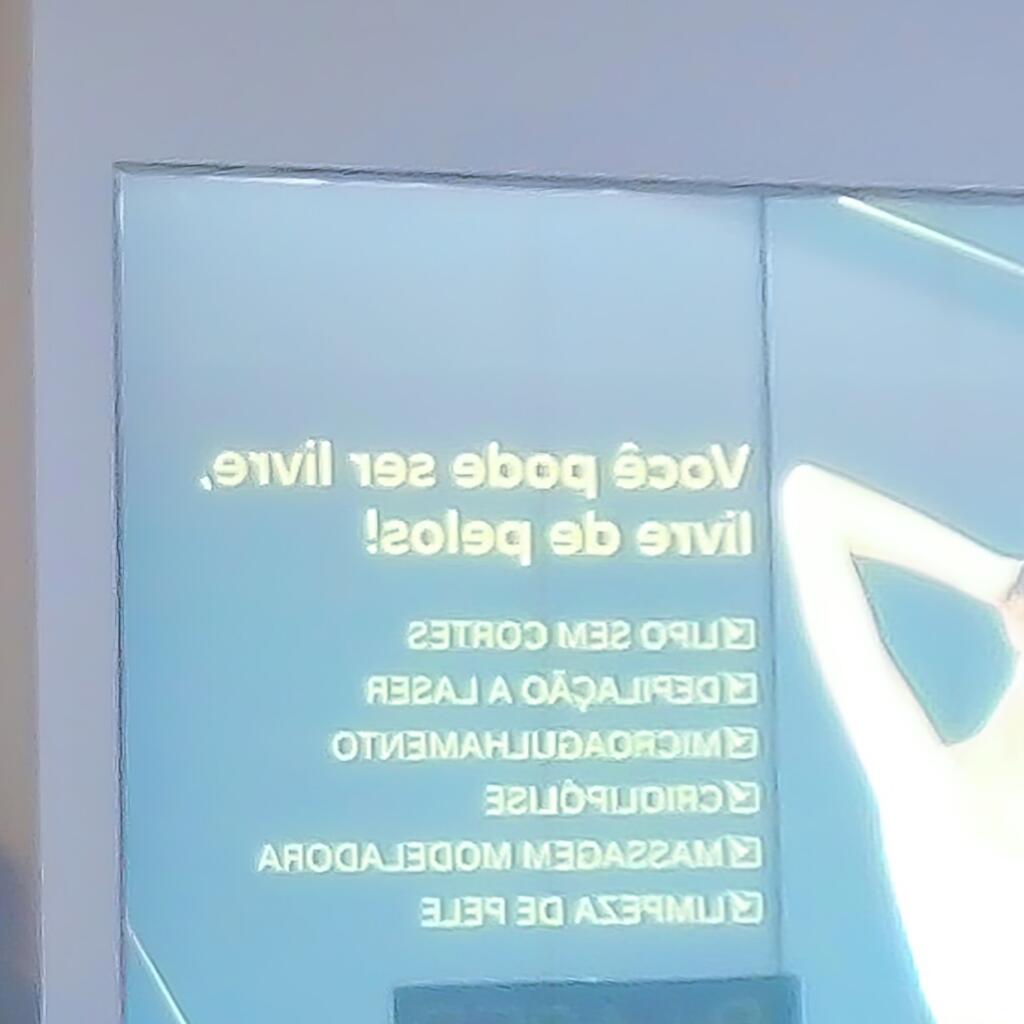 Você pode ser livre,
livre de pelos!
LIPO SEM CORTES
DEPILAÇÃO A LASER
MICROAGULHAMENTO
CRIOLIPÓLISE
MASSAGEM MODELADORA
LIMPEZA DE PELE